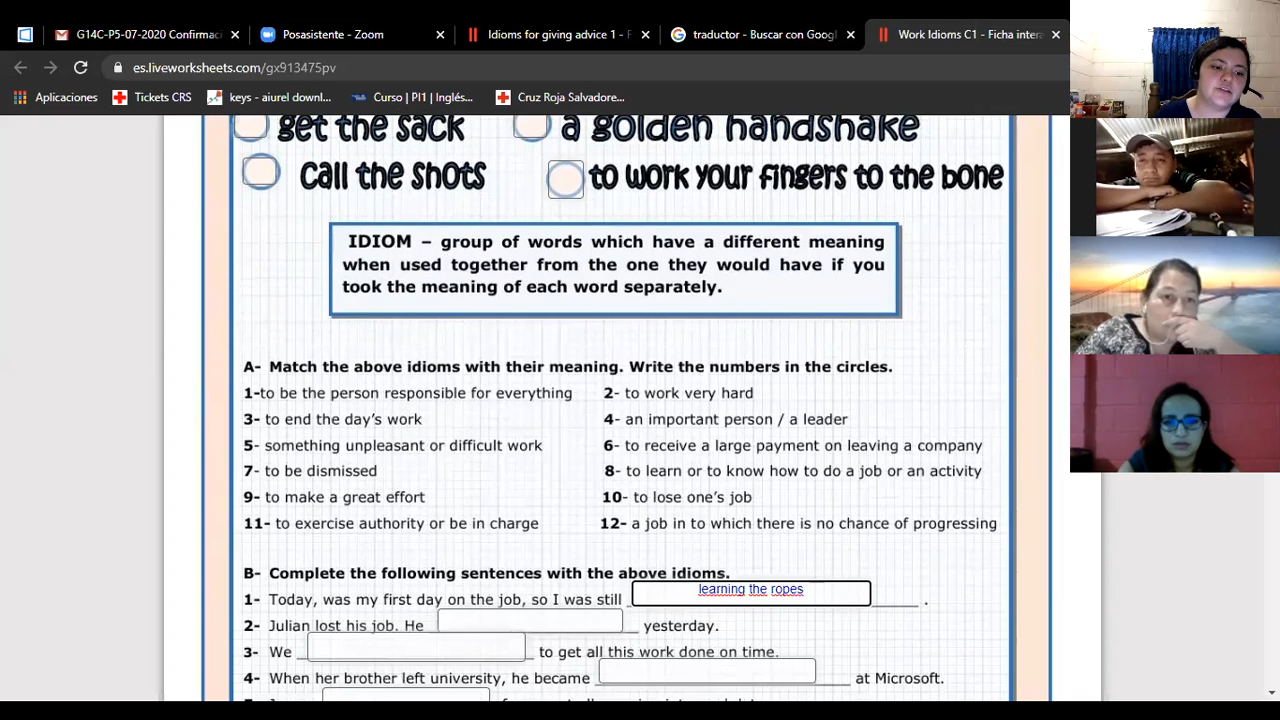 G14C-P5-07-2020 Confirmaci
Posasistente - Zoom
Idioms for giving advice 1 - F
traductor - Buscar con Googl
Work Idioms C1 - Ficha intera
es.liveworksheets.com/gx913475pv
Aplicaciones
Tickets CRS
keys - aiurel downl...
Curso | PI1 | Inglés...
Cruz Roja Salvadore...
get the sack
a golden handshake
call the shots
to work your fingers to the bone
IDIOM – group of words which have a different meaning
when used together from the one they would have if you
took the meaning of each word separately.
A- Match the above idioms with their meaning. Write the numbers in the circles.
1-to be the person responsible for everything
2- to work very hard
3- to end the day's work
4- an important person / a leader
5- something unpleasant or difficult work
6- to receive a large payment on leaving a company
7- to be dismissed
8- to learn or to know how to do a job or an activity
9- to make a great effort
10- to lose one's job
11- to exercise authority or be in charge
12- a job in to which there is no chance of progressing
B- Complete the following sentences with the above idioms.
1- Today, was my first day on the job, so I was still learning the ropes .
2- Julian lost his job. He yesterday.
3- We to get all this work done on time.
4- When her brother left university, he became at Microsoft.